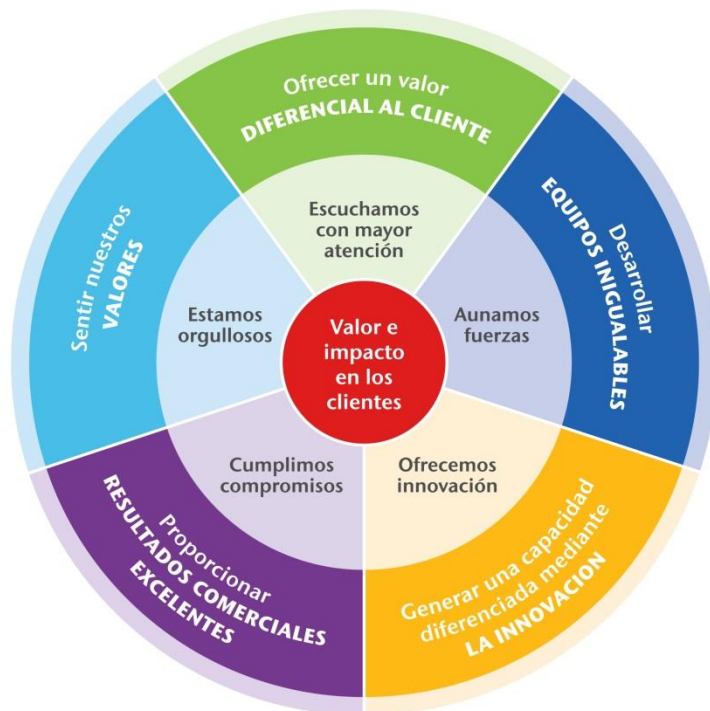 Ofrecer un valor
DIFERENCIAL AL CLIENTE
Escuchamos
con mayor
atención
Desarrollar
EQUIPOS INIGUALABLES
Aunamos
fuerzas
Generar una capacidad
diferenciada mediante
LA INNOVACION
Ofrecemos
innovación
Proporcionar
RESULTADOS COMERCIALES
EXCELENTES
Cumplimos
compromisos
Sentir nuestros
VALORES
Estamos
orgullosos
Valor e
impacto
en los
clientes